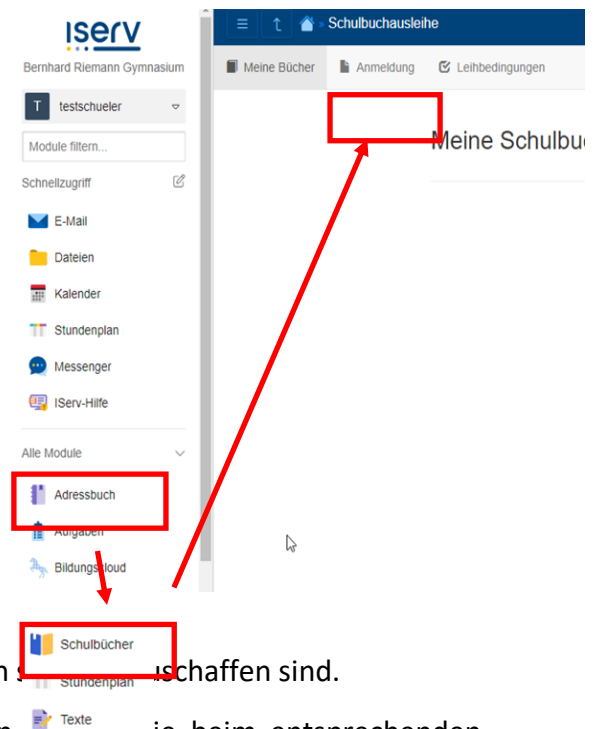 IServ
Bernhard Riemann Gymnasium
T testschueler
Module filtern...
Schnellzugriff
E-Mail
Dateien
Kalender
Stundenplan
Messenger
IServ-Hilfe
Alle Module
Adressbuch
Aufgaben
Bildungscloud
Schulbücher
Stundenplan
Texte
Schulbuchausleihe
Meine Bücher Anmeldung Leihbedingungen
Meine Schulbu
schaffen sind.
beim entsprechenden